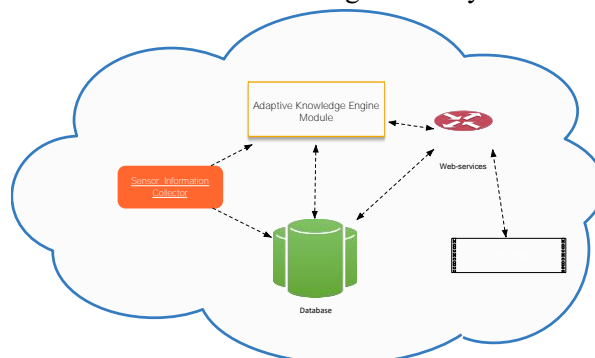 Adaptive Knowledge Engine
Module
Sensor Information
Collector
Web-services
Database